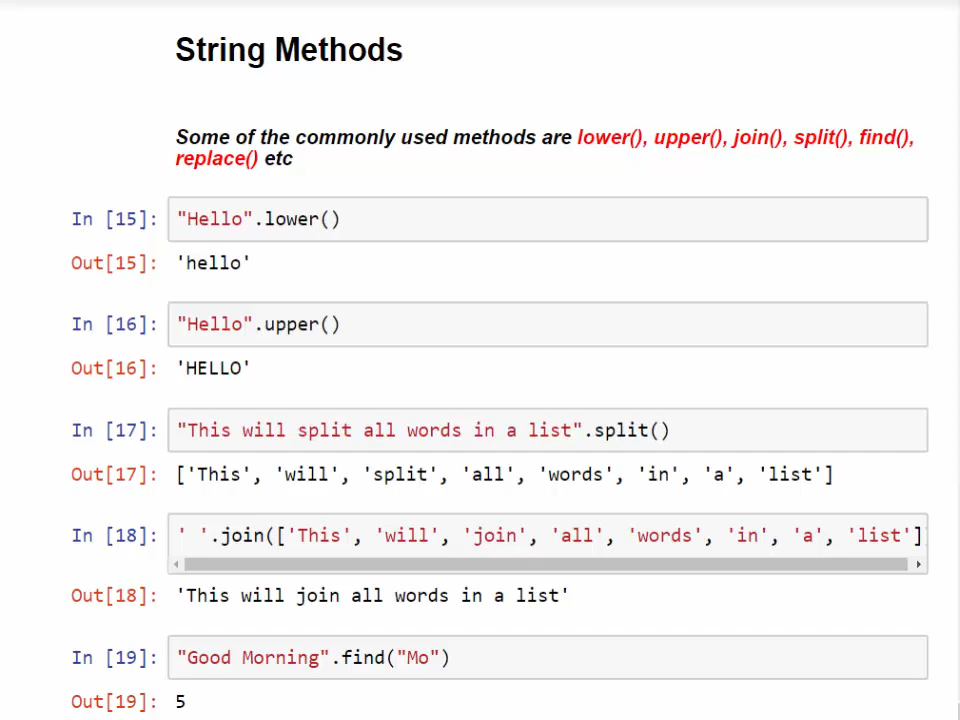 String Methods
Some of the commonly used methods are lower(), upper(), join(), split(), find(),
replace() etc
In [15]: "Hello".lower()
Out[15]: 'hello'
In [16]: "Hello".upper()
Out[16]: 'HELLO'
In [17]: "This will split all words in a list".split()
Out[17]: ['This', 'will', 'split', 'all', 'words', 'in', 'a', 'list']
In [18]: ' '.join(['This', 'will', 'join', 'all', 'words', 'in', 'a', 'list']
Out[18]: 'This will join all words in a list'
In [19]: "Good Morning".find("Mo")
Out[19]: 5